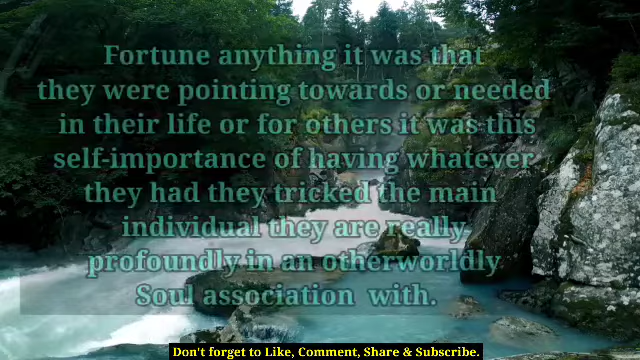 Fortune anything it was that
they were pointing towards or needed
in their life or for others it was this
self-importance of having whatever
they had they tricked the main
individual they are really
profoundly in an otherworldly
Soul association with.
Don't forget to Like, Comment, Share & Subscribe.